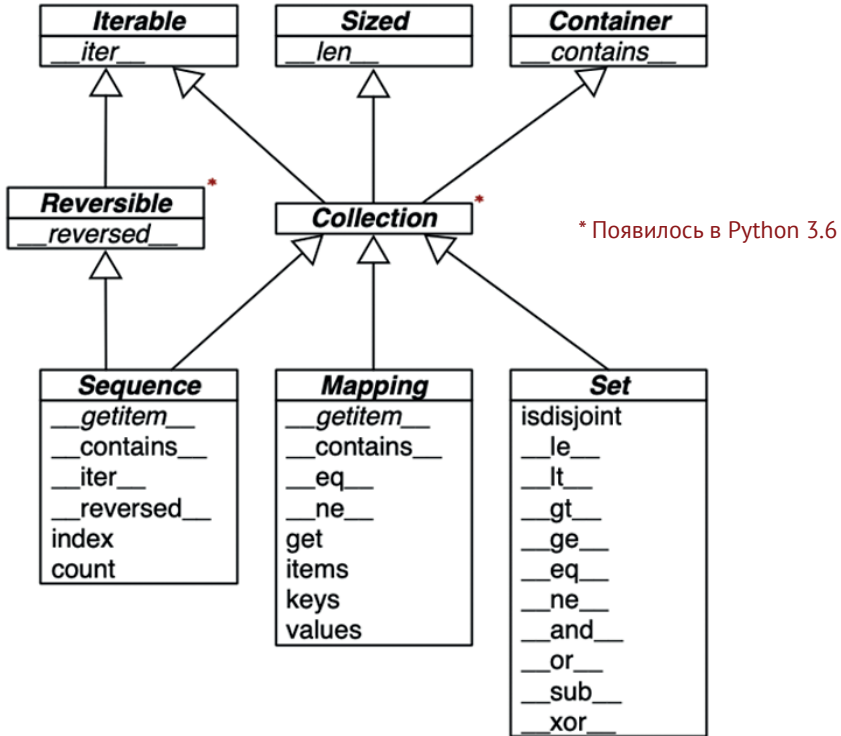 Iterable
__iter__
Sized
__len__
Container
__contains__
Reversible
*
__reversed__
Collection
*
* Появилось в Python 3.6
Sequence
__getitem__
__contains__
__iter__
__reversed__
index
count
Mapping
__getitem__
__contains__
__eq__
__ne__
get
items
keys
values
Set
isdisjoint
__le__
__lt__
__gt__
__ge__
__eq__
__ne__
__and__
__or__
__sub__
__xor__